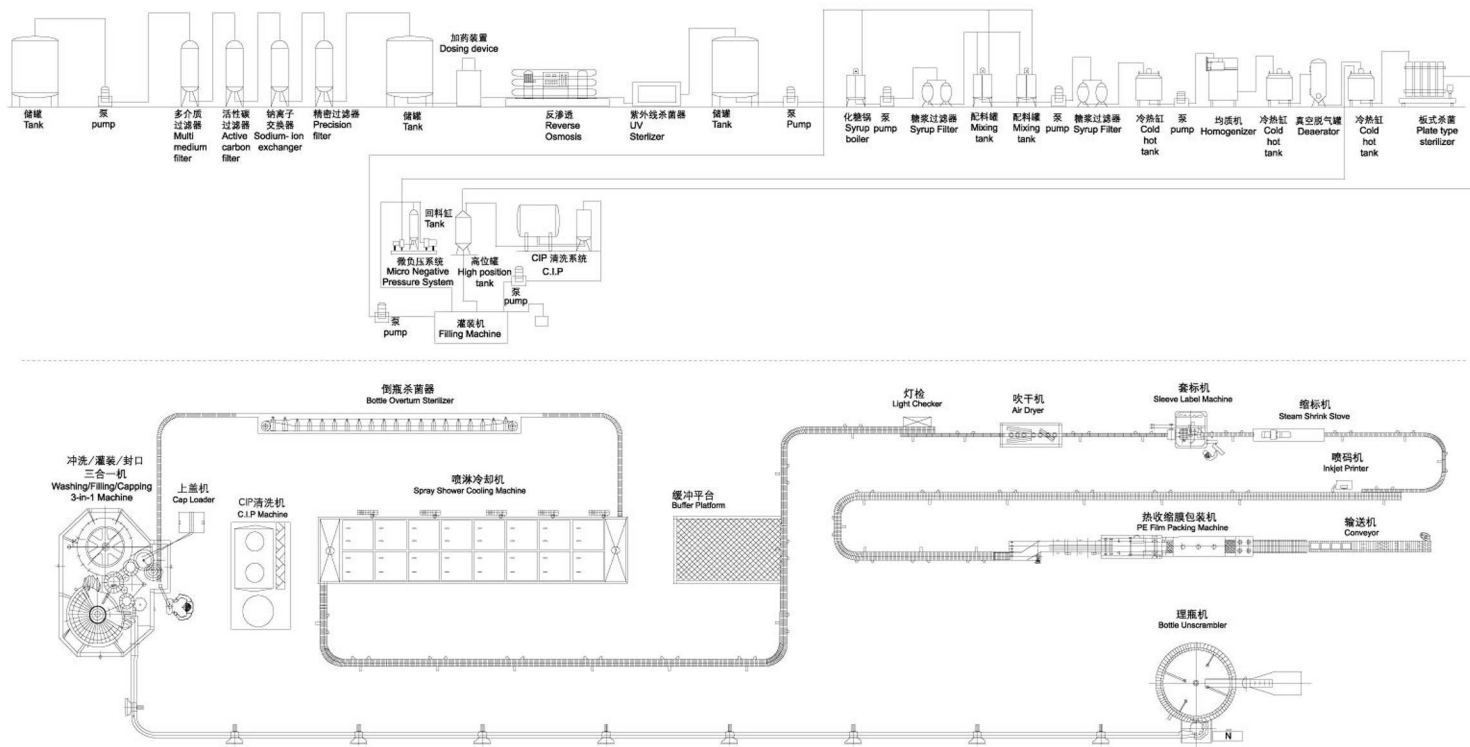 加药装置
Dosing device
储罐
Tank
泵
pump
多介质
过滤器
Multi
medium
filter
活性碳
过滤器
Active
carbon
filter
钠离子
交换器
Sodium- ion
exchanger
精密过滤器
Precision
filter
储罐
Tank
反渗透
Reverse
Osmosis
紫外线杀菌器
UV
Sterlizer
储罐
Tank
泵
Pump
化糖锅
Syrup
boiler
泵
pump
糖浆过滤器
Syrup Filter
配料罐
Mixing
tank
配料罐
Mixing
tank
泵
pump
糖浆过滤器
Syrup Filter
冷热缸
Cold
hot
tank
泵
pump
均质机
Homogenizer
冷热缸
Cold
hot
tank
真空脱气罐
Deaerator
冷热缸
Cold
hot
tank
板式杀菌
Plate type
sterilizer
回料缸
Tank
微负压系统
Micro Negative
Pressure System
高位罐
High position
tank
CIP 清洗系统
C.I.P
泵
pump
泵
pump
灌装机
Filling Machine
倒瓶杀菌器
Bottle Overturn Sterilizer
灯检
Light Checker
吹干机
Air Dryer
套标机
Sleeve Label Machine
缩标机
Steam Shrink Stove
冲洗/灌装/封口
三合一机
Washing/Filling/Capping
3-in-1 Machine
上盖机
Cap Loader
CIP清洗机
C.I.P Machine
喷淋冷却机
Spray Shower Cooling Machine
缓冲平台
Buffer Platform
喷码机
Inkjet Printer
热收缩膜包装机
PE Film Packing Machine
输送机
Conveyor
理瓶机
Bottle Unscrambler
N